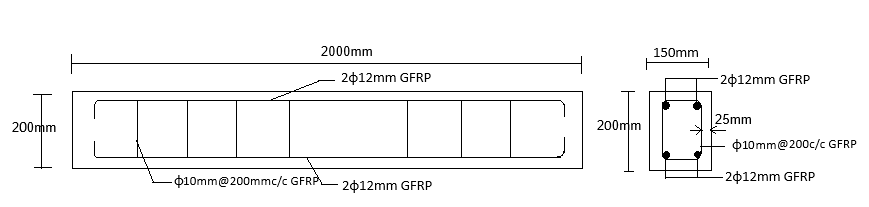 2000mm
2ϕ12mm GFRP
200mm
ϕ10mm@200mmc/c GFRP
2ϕ12mm GFRP
150mm
2ϕ12mm GFRP
200mm
25mm
ϕ10mm@200c/c GFRP
2ϕ12mm GFRP